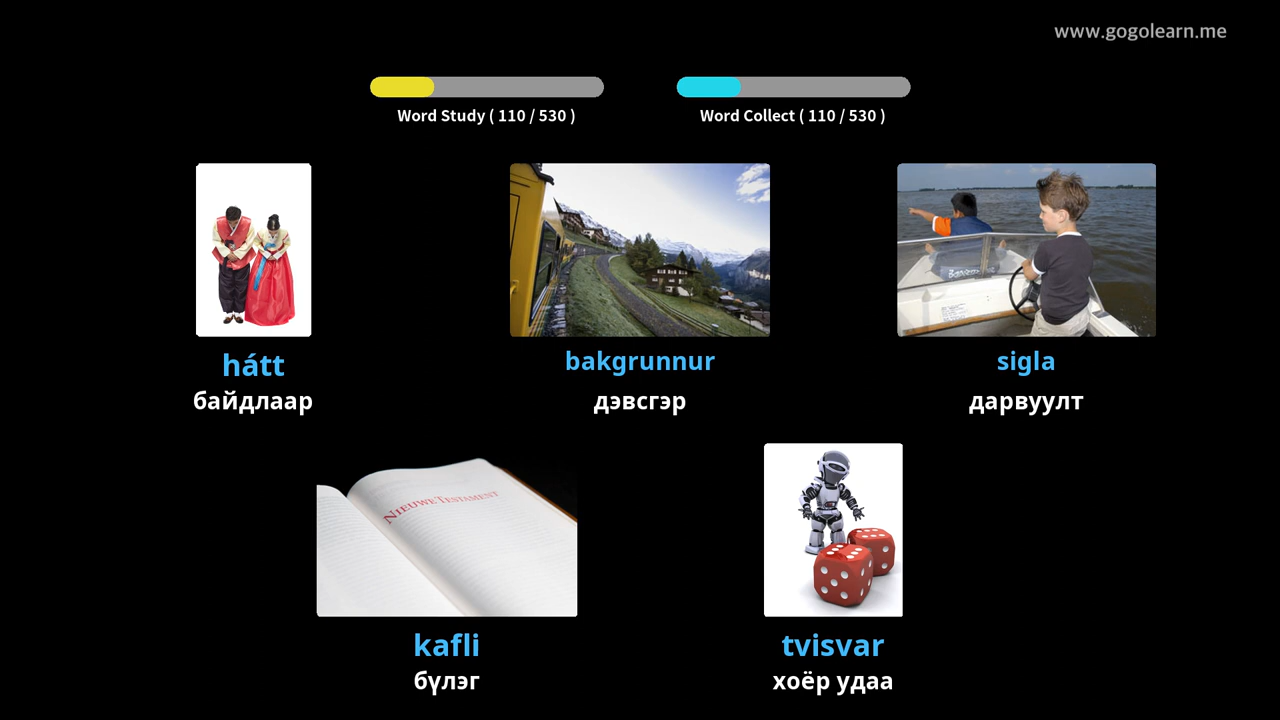 www.gogolearn.me
Word Study ( 110 / 530 )
Word Collect ( 110 / 530 )
hátt
байдлаар
bakgrunnur
дэвсгэр
sigla
дарвуулт
NIEUWE TESTAMENT
kafli
бүлэг
tvisvar
хоёр удаа